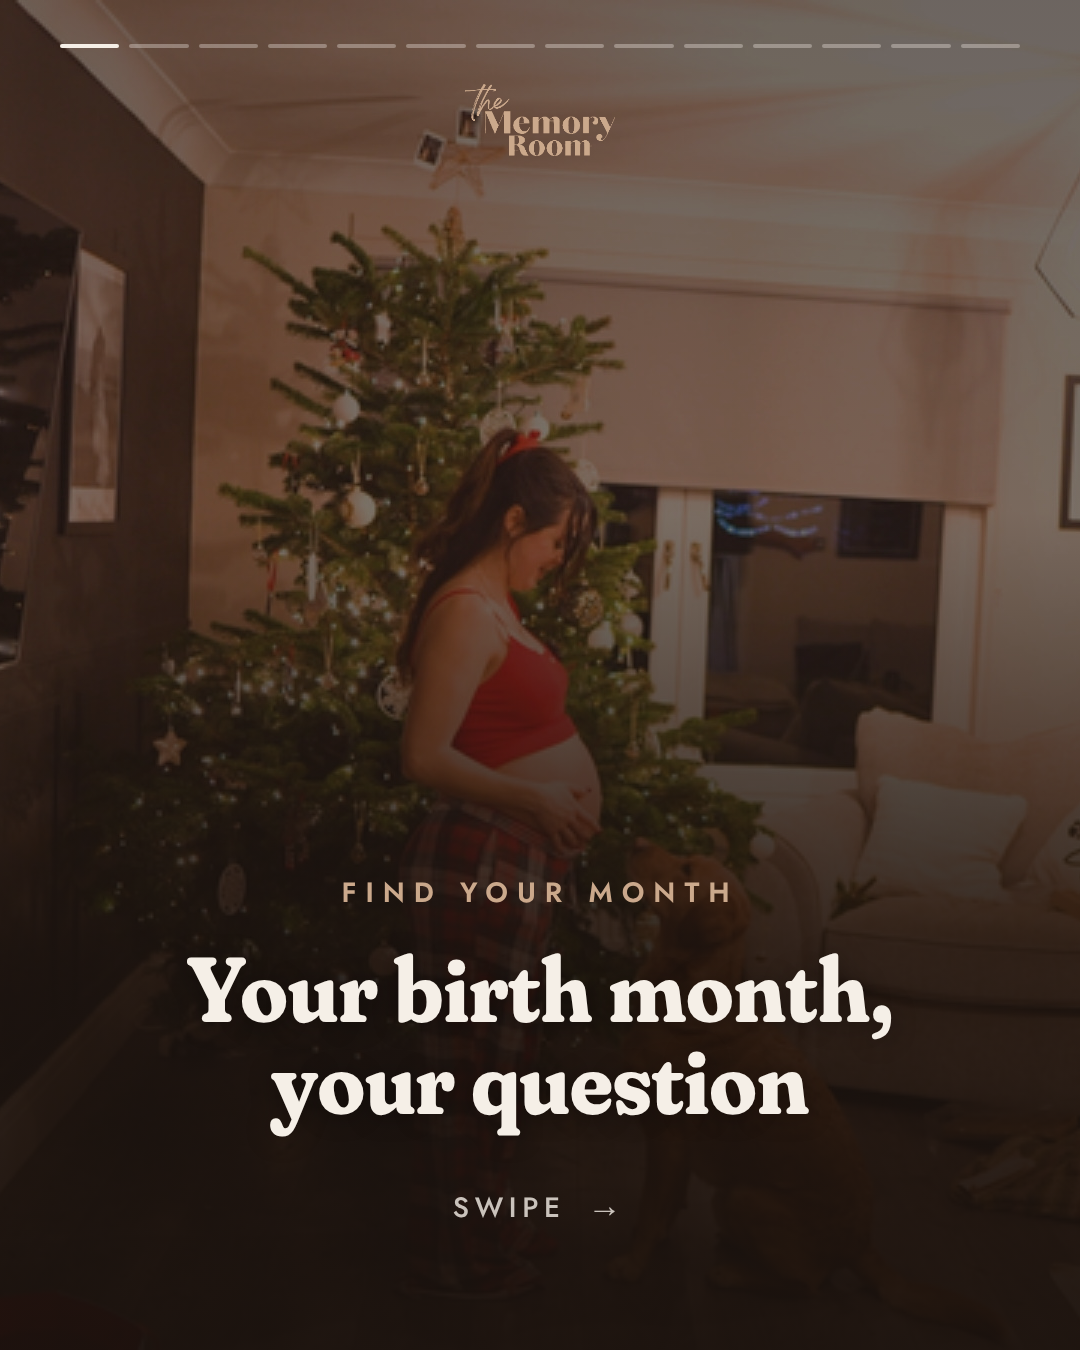 the
Memory
Room
FIND YOUR MONTH
Your birth month,
your question
SWIPE →